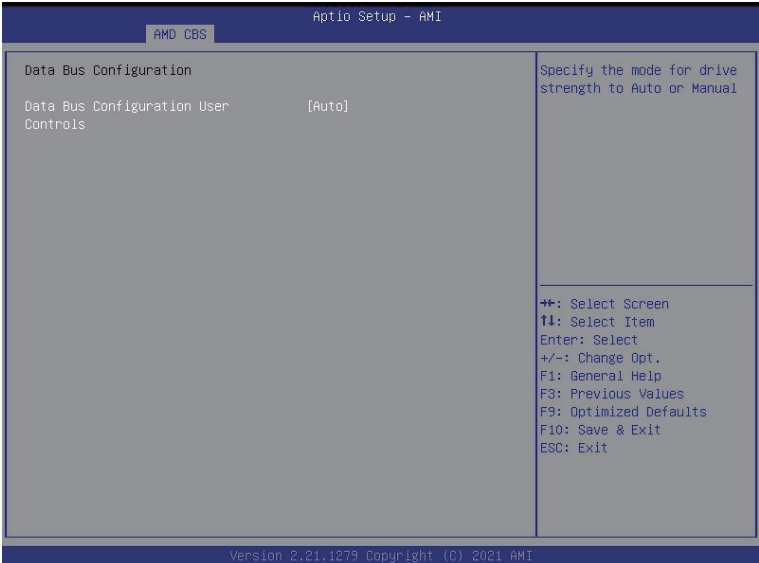 Aptio Setup – AMI
AMD CBS
Data Bus Configuration
Data Bus Configuration User [Auto]
Controls
Specify the mode for drive
strength to Auto or Manual
→←: Select Screen
↑↓: Select Item
Enter: Select
+/-: Change Opt.
F1: General Help
F3: Previous Values
F9: Optimized Defaults
F10: Save & Exit
ESC: Exit
Version 2.21.1279 Copyright (C) 2021 AMI